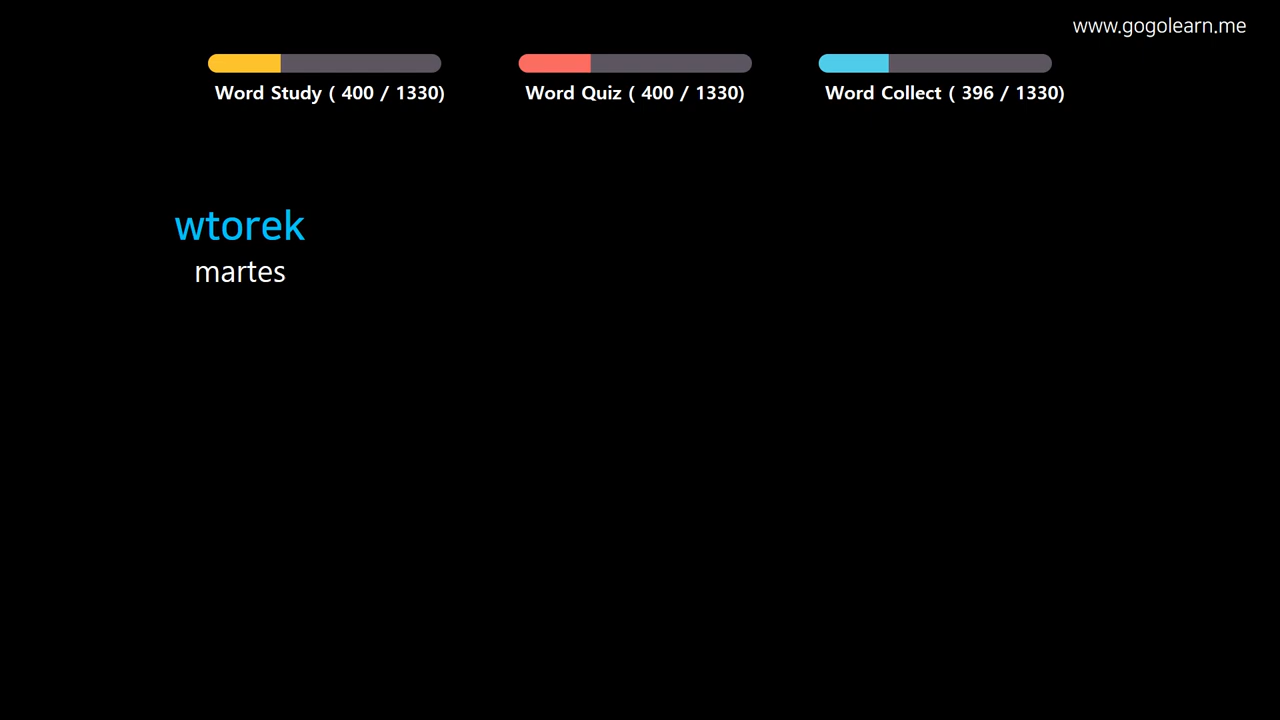 www.gogolearn.me
Word Study ( 400 / 1330)
Word Quiz ( 400 / 1330)
Word Collect ( 396 / 1330)
wtorek
martes